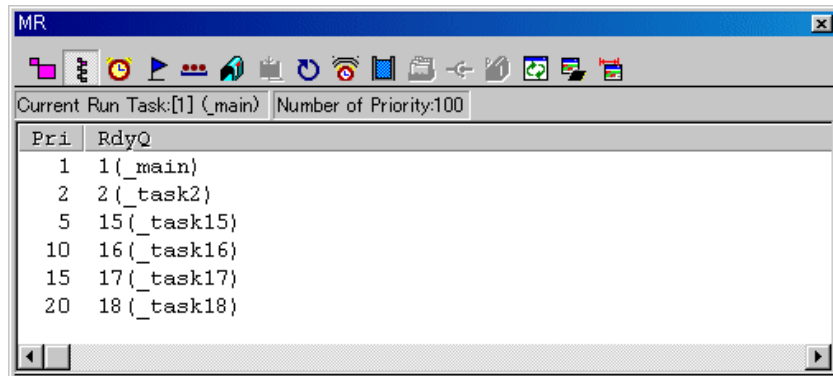 MR
Current Run Task:[1] (_main) Number of Priority:100
Pri RdyQ
1 1(_main)
2 2(_task2)
5 15(_task15)
10 16(_task16)
15 17(_task17)
20 18(_task18)